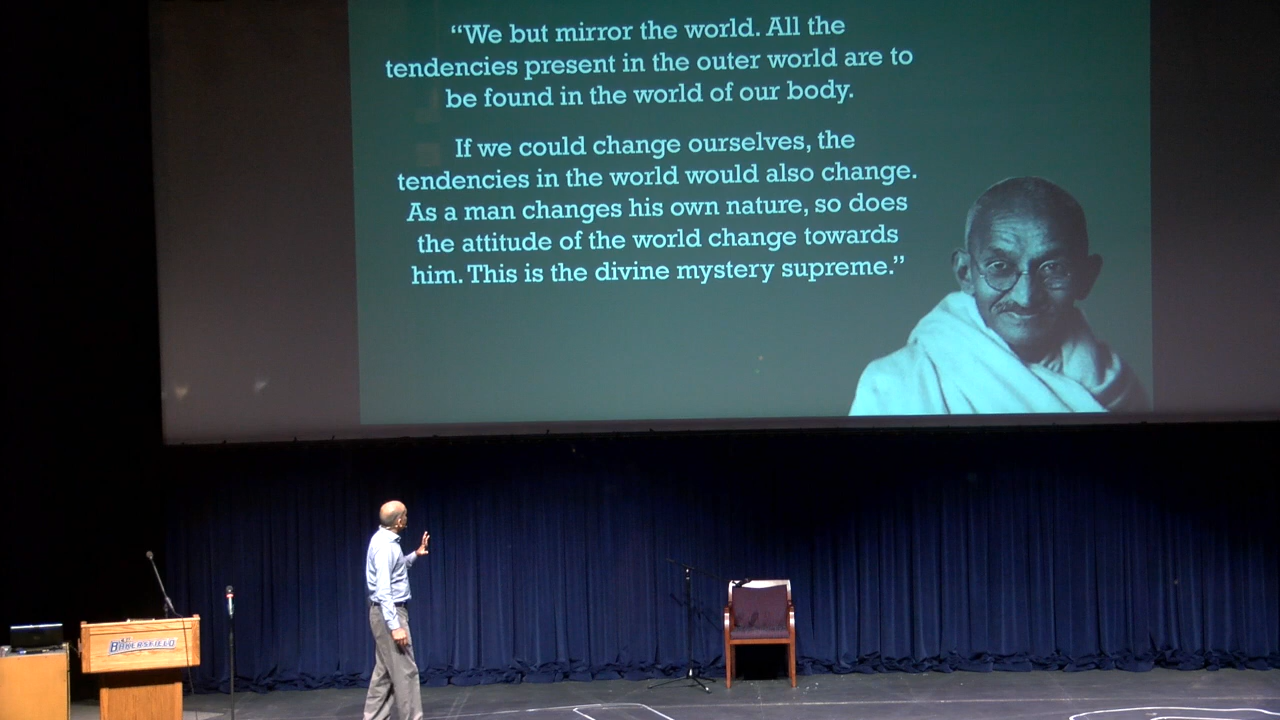 “We but mirror the world. All the
tendencies present in the outer world are to
be found in the world of our body.
If we could change ourselves, the
tendencies in the world would also change.
As a man changes his own nature, so does
the attitude of the world change towards
him. This is the divine mystery supreme.”
BAKERSFIELD